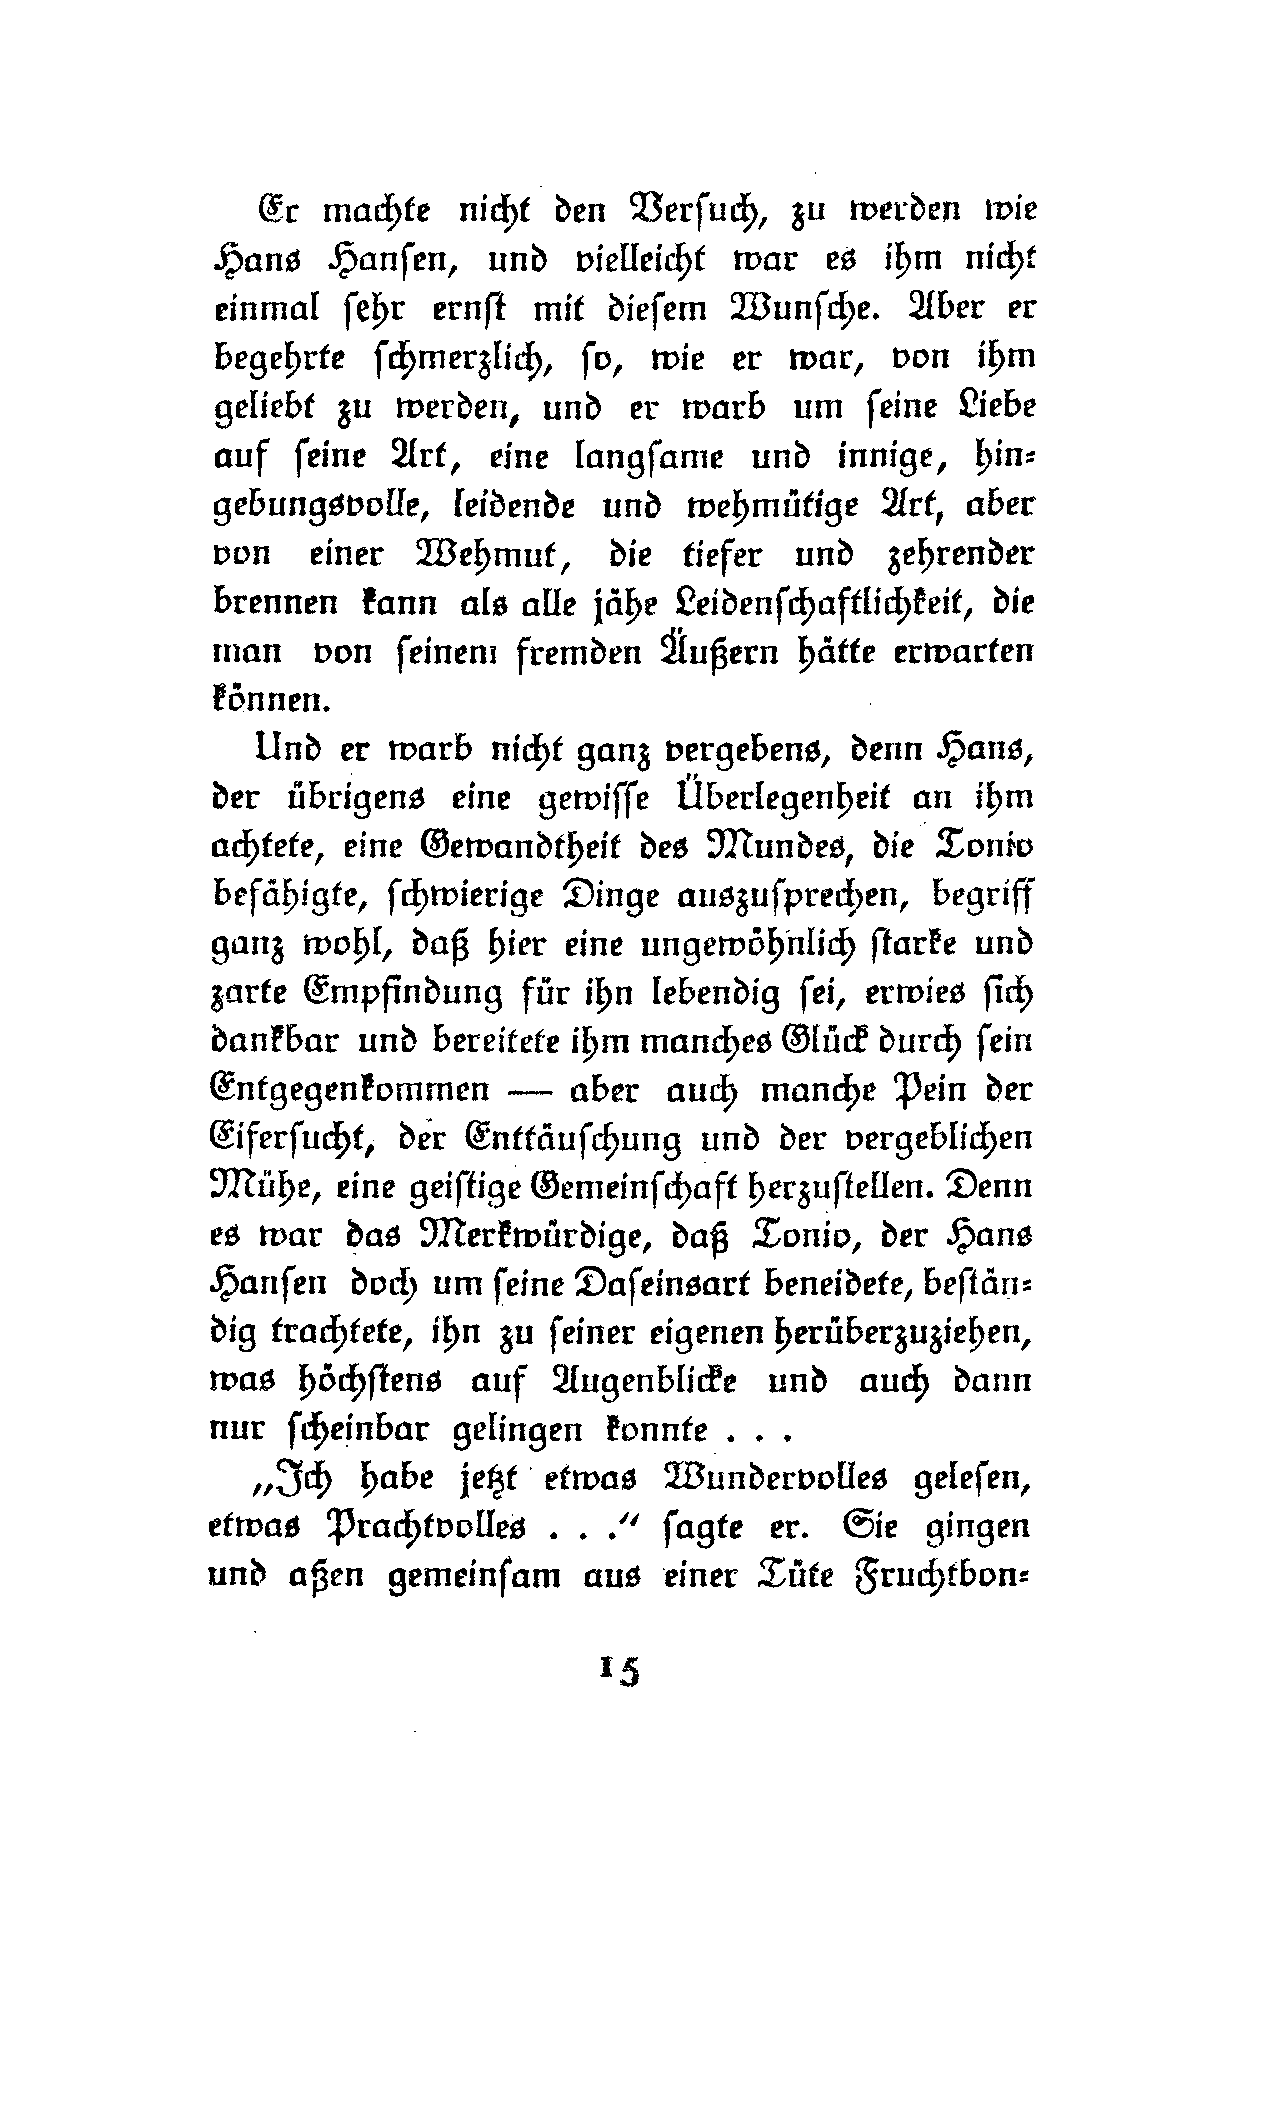 Er machte nicht den Versuch, zu werden wie
Hans Hansen, und vielleicht war es ihm nicht
einmal sehr ernst mit diesem Wunsche. Aber er
begehrte schmerzlich, so, wie er war, von ihm
geliebt zu werden, und er warb um seine Liebe
auf seine Art, eine langsame und innige, hin-
gebungsvolle, leidende und wehmütige Art, aber
von einer Wehmut, die tiefer und zehrender
brennen kann als alle jähe Leidenschaftlichkeit, die
man von seinem fremden Äußern hätte erwarten
können.
Und er warb nicht ganz vergebens, denn Hans,
der übrigens eine gewisse Überlegenheit an ihm
achtete, eine Gewandtheit des Mundes, die Tonio
befähigte, schwierige Dinge auszusprechen, begriff
ganz wohl, daß hier eine ungewöhnlich starke und
zarte Empfindung für ihn lebendig sei, erwies sich
dankbar und bereitete ihm manches Glück durch sein
Entgegenkommen — aber auch manche Pein der
Eifersucht, der Enttäuschung und der vergeblichen
Mühe, eine geistige Gemeinschaft herzustellen. Denn
es war das Merkwürdige, daß Tonio, der Hans
Hansen doch um seine Daseinsart beneidete, bestän-
dig trachtete, ihn zu seiner eigenen herüberzuziehen,
was höchstens auf Augenblicke und auch dann
nur scheinbar gelingen konnte . . .
„Ich habe jetzt etwas Wundervolles gelesen,
etwas Prachtvolles . . .“ sagte er. Sie gingen
und aßen gemeinsam aus einer Tüte Fruchtbon-
15